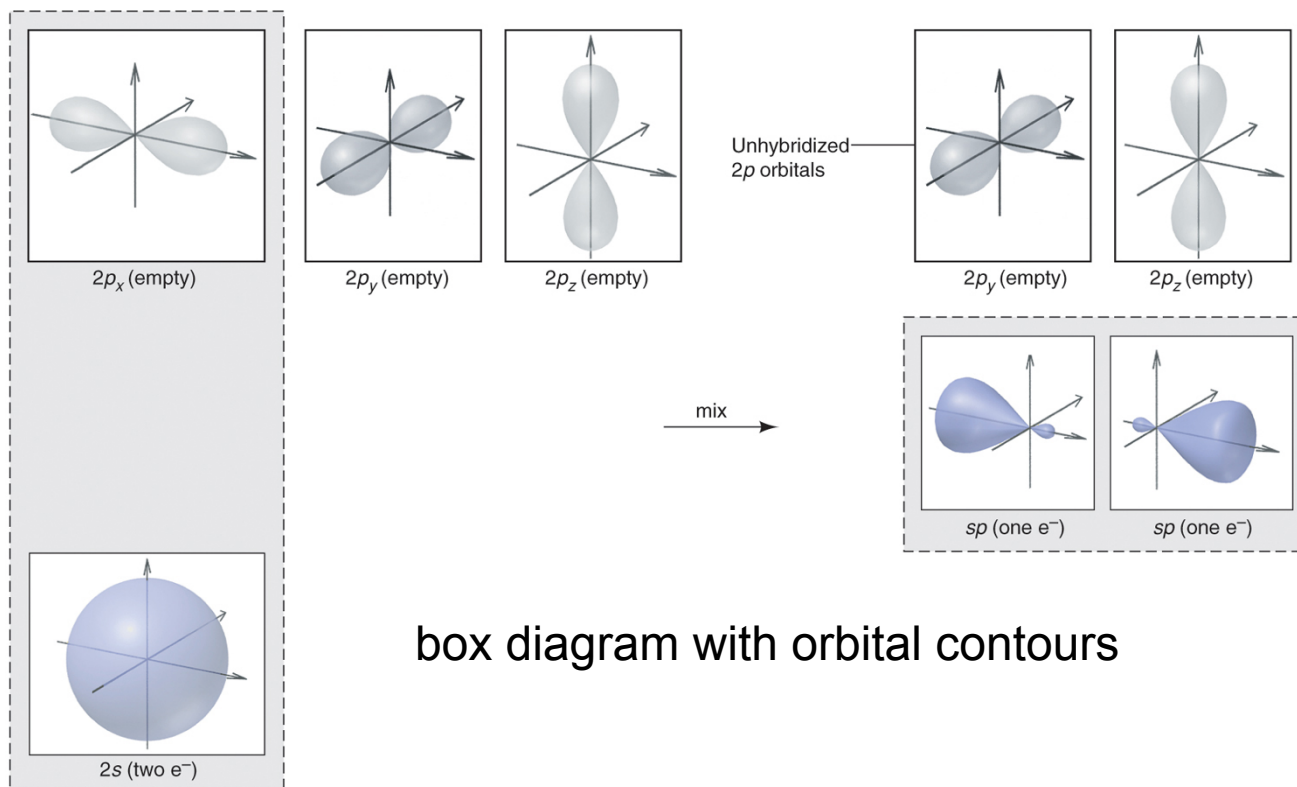 2px (empty)
2py (empty)
2pz (empty)
Unhybridized
2p orbitals
2py (empty)
2pz (empty)
mix
sp (one e–)
sp (one e–)
2s (two e–)
box diagram with orbital contours